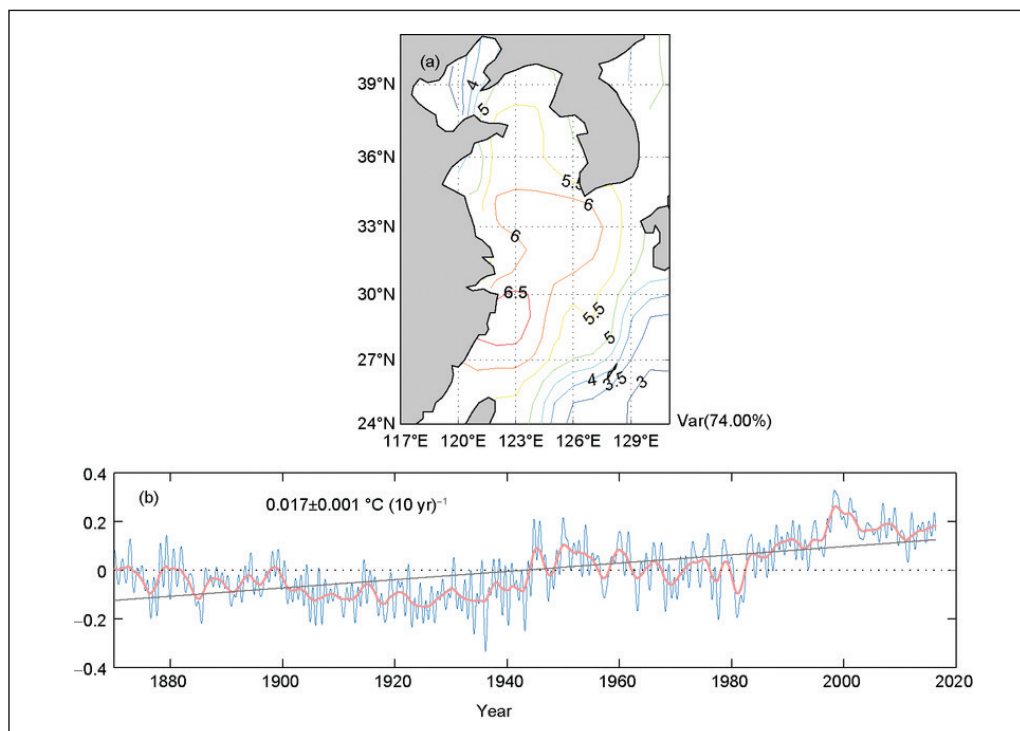 (a)
39°N
36°N
33°N
30°N
27°N
24°N
117°E 120°E 123°E 126°E 129°E
4
5
5.5
6
6
6.5
5.5
5
4
3.5
3
Var(74.00%)
(b)
0.017±0.001 °C (10 yr)⁻¹
0.4
0.2
0
−0.2
−0.4
1880 1900 1920 1940 1960 1980 2000 2020
Year